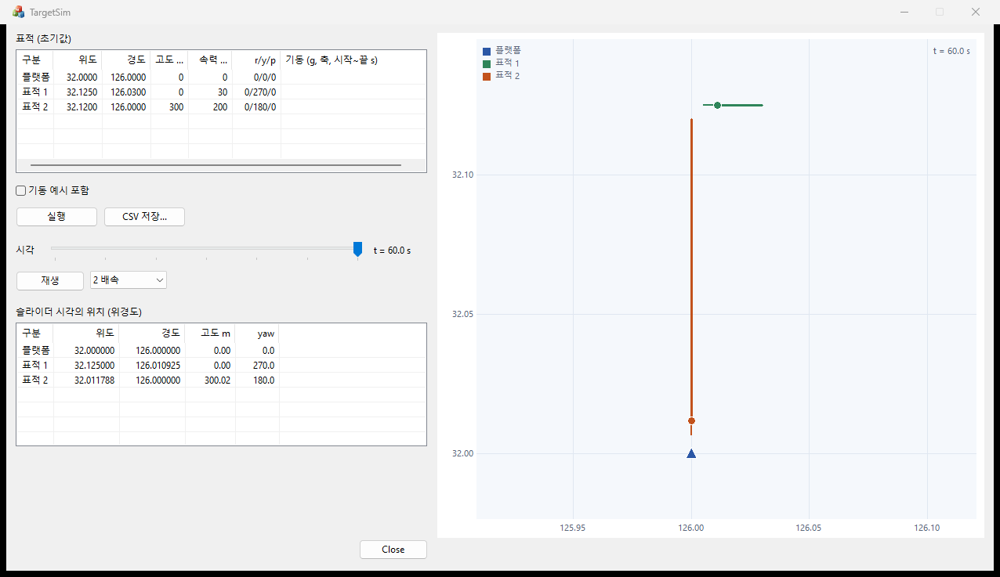 TargetSim
표적 (초기값)
구분 위도 경도 고도 ... 속력 ... r/y/p 기동 (g, 축, 시작~끝 s)
플랫폼 32.0000 126.0000 0 0 0/0/0
표적 1 32.1250 126.0300 0 30 0/270/0
표적 2 32.1200 126.0000 300 200 0/180/0
기동 예시 포함
실행 CSV 저장...
시각 t = 60.0 s
재생 2 배속
슬라이더 시각의 위치 (위경도)
구분 위도 경도 고도 m yaw
플랫폼 32.000000 126.000000 0.00 0.0
표적 1 32.125000 126.010925 0.00 270.0
표적 2 32.011788 126.000000 300.02 180.0
Close
플랫폼
표적 1
표적 2
t = 60.0 s
32.10
32.05
32.00
125.95 126.00 126.05 126.10